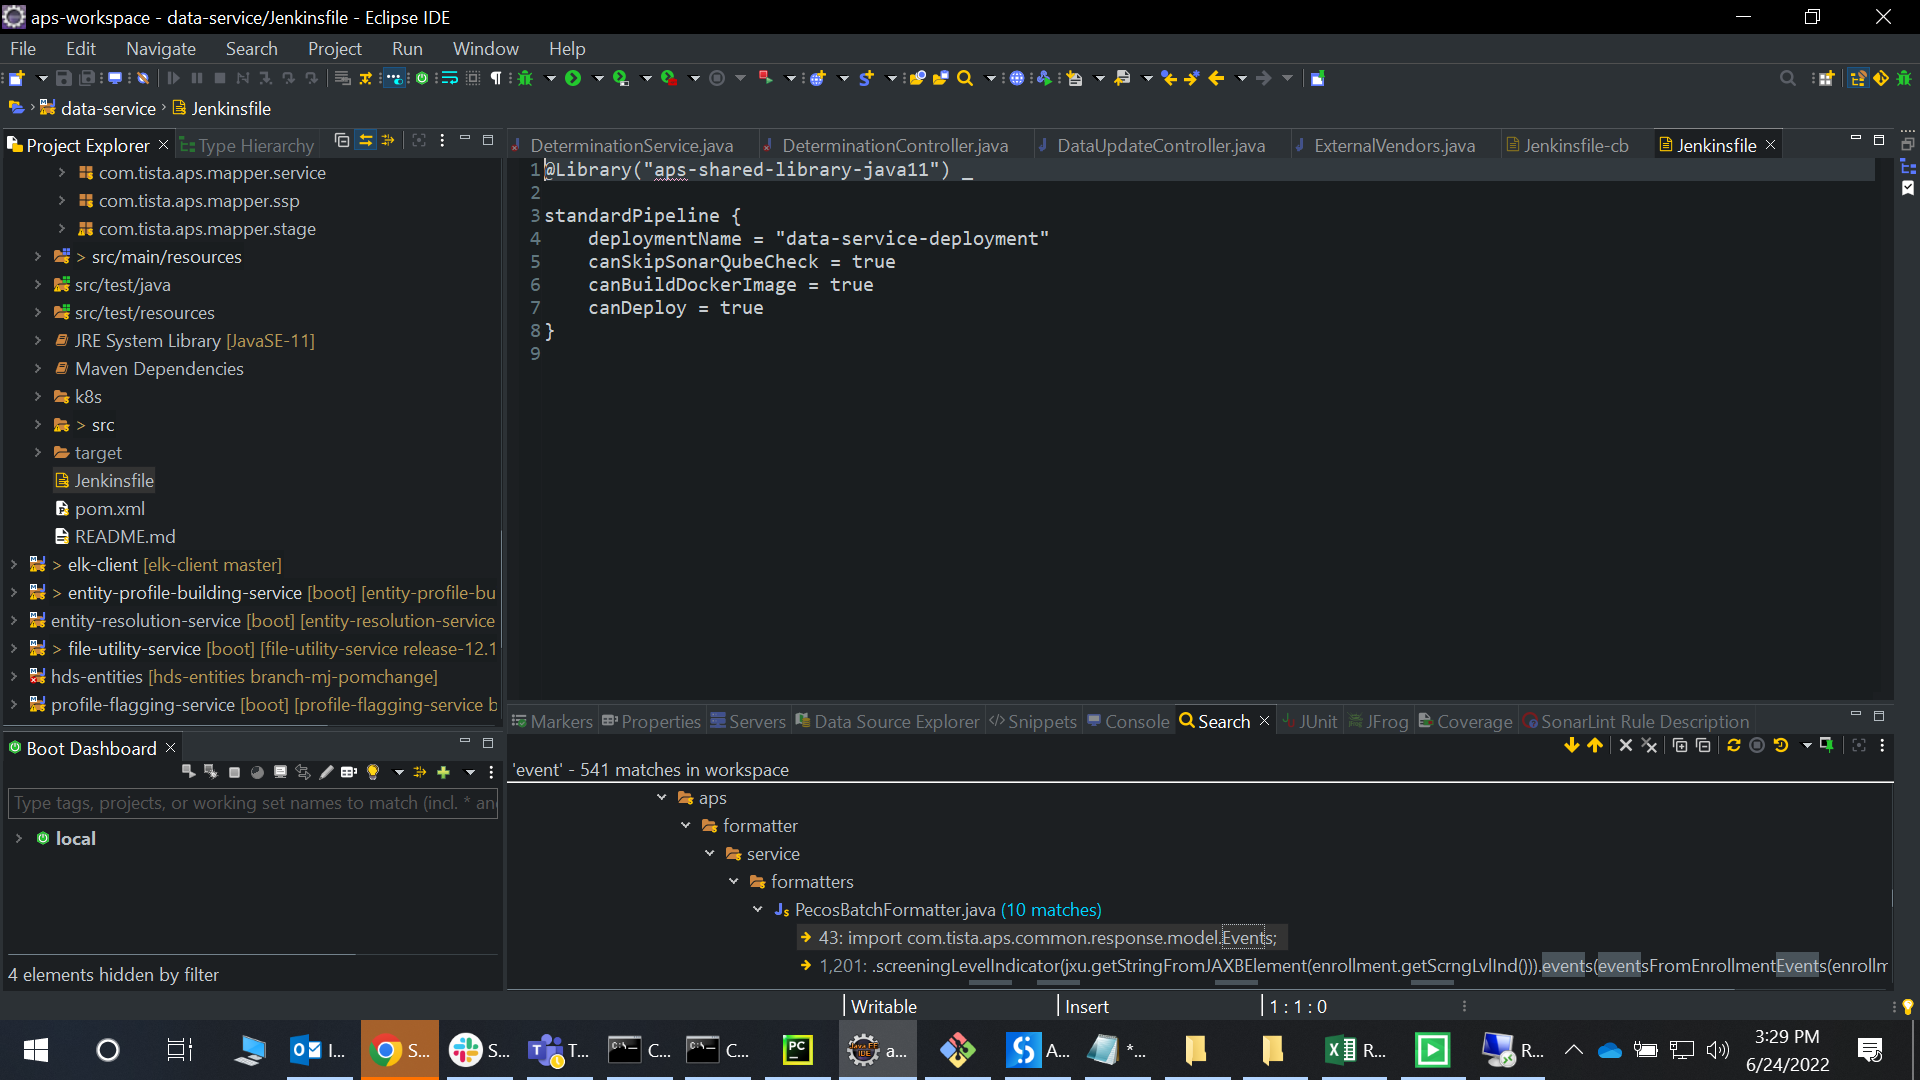 aps-workspace - data-service/Jenkinsfile - Eclipse IDE
File Edit Navigate Search Project Run Window Help
data-service Jenkinsfile
Project Explorer
Type Hierarchy
com.tista.aps.mapper.service
com.tista.aps.mapper.ssp
com.tista.aps.mapper.stage
> src/main/resources
src/test/java
src/test/resources
JRE System Library [JavaSE-11]
Maven Dependencies
k8s
> src
target
Jenkinsfile
pom.xml
README.md
> elk-client [elk-client master]
> entity-profile-building-service [boot] [entity-profile-bu
entity-resolution-service [boot] [entity-resolution-service
> file-utility-service [boot] [file-utility-service release-12.1
hds-entities [hds-entities branch-mj-pomchange]
profile-flagging-service [boot] [profile-flagging-service b
Boot Dashboard
Type tags, projects, or working set names to match (incl. * an
local
4 elements hidden by filter
DeterminationService.java DeterminationController.java DataUpdateController.java ExternalVendors.java Jenkinsfile-cb Jenkinsfile
1 @Library("aps-shared-library-java11") _
2
3 standardPipeline {
4 deploymentName = "data-service-deployment"
5 canSkipSonarQubeCheck = true
6 canBuildDockerImage = true
7 canDeploy = true
8 }
9
Markers Properties Servers Data Source Explorer Snippets Console Search JUnit JFrog Coverage SonarLint Rule Description
'event' - 541 matches in workspace
aps
formatter
service
formatters
PecosBatchFormatter.java (10 matches)
43: import com.tista.aps.common.response.model.Events;
1,201: .screeningLevelIndicator(jxu.getStringFromJAXBElement(enrollment.getScrngLvlInd())).events(eventsFromEnrollmentEvents(enrollm
Writable Insert 1 : 1 : 0
I... S... S... T... C... C... PC a... A... *... R... R...
3:29 PM
6/24/2022